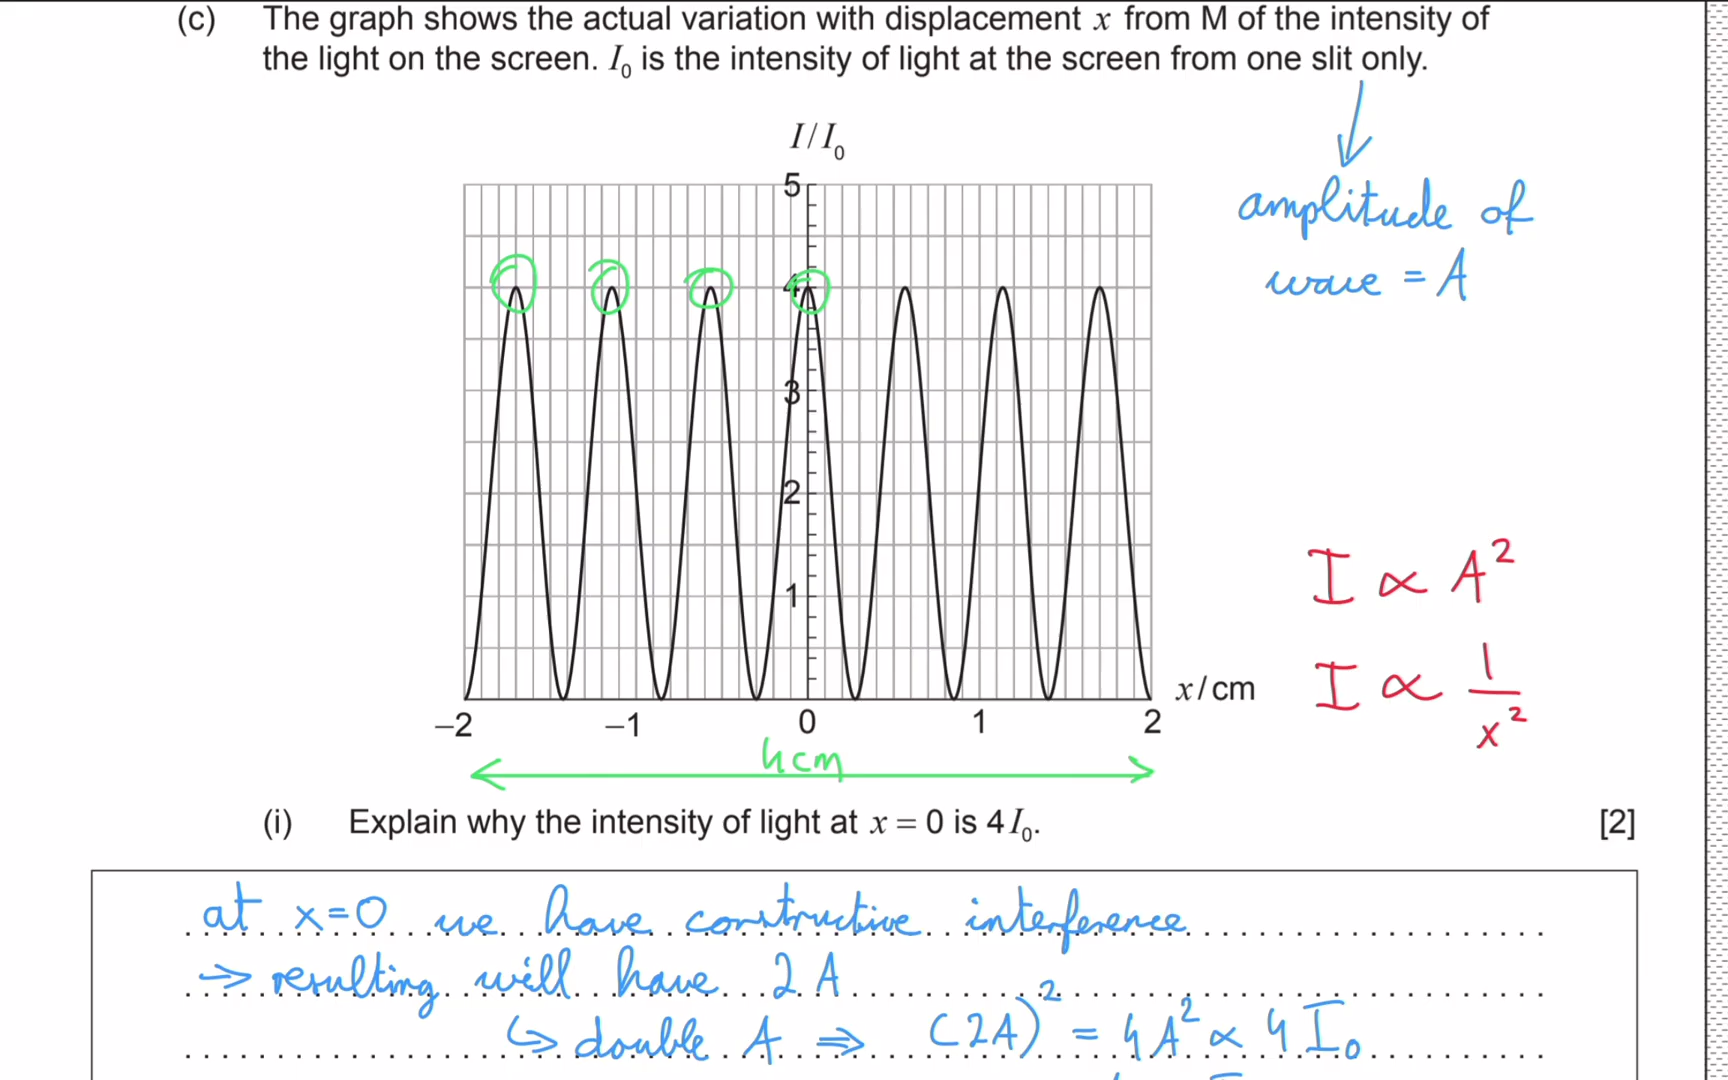 (c) The graph shows the actual variation with displacement x from M of the intensity of
the light on the screen. I₀ is the intensity of light at the screen from one slit only.
I/I₀
5
amplitude of
wave = A
4
3
2
I ∝ A²
1
I ∝ 1/x²
x/cm
–2 –1 0 1 2
4cm
(i) Explain why the intensity of light at x = 0 is 4I₀. [2]
at x=0 we have constructive interference
⇒ resulting will have 2A
↪ double A ⇒ (2A)² = 4A² ∝ 4I₀